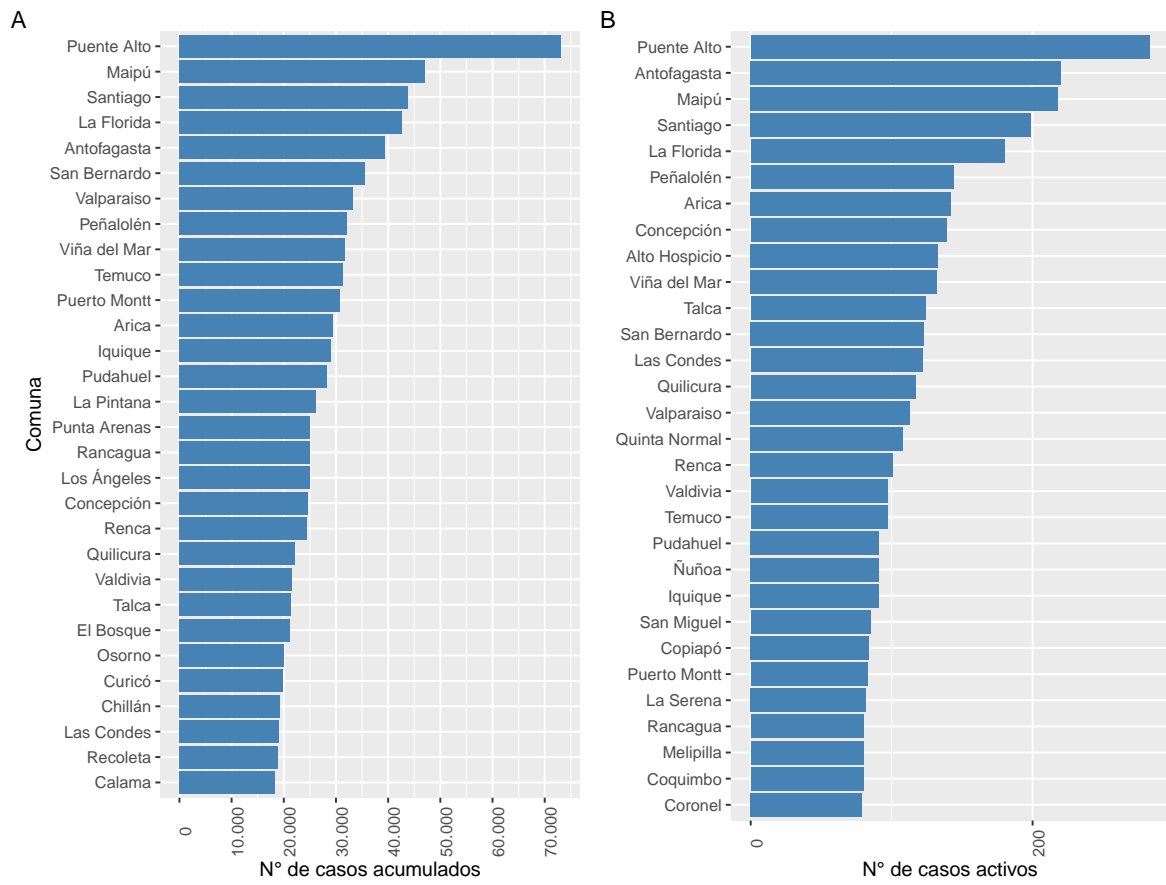 A
Puente Alto
Maipú
Santiago
La Florida
Antofagasta
San Bernardo
Valparaiso
Peñalolén
Viña del Mar
Temuco
Puerto Montt
Arica
Iquique
Pudahuel
La Pintana
Punta Arenas
Rancagua
Los Ángeles
Concepción
Renca
Quilicura
Valdivia
Talca
El Bosque
Osorno
Curicó
Chillán
Las Condes
Recoleta
Calama
Comuna
0
10.000
20.000
30.000
40.000
50.000
60.000
70.000
N° de casos acumulados
B
Puente Alto
Antofagasta
Maipú
Santiago
La Florida
Peñalolén
Arica
Concepción
Alto Hospicio
Viña del Mar
Talca
San Bernardo
Las Condes
Quilicura
Valparaiso
Quinta Normal
Renca
Valdivia
Temuco
Pudahuel
Ñuñoa
Iquique
San Miguel
Copiapó
Puerto Montt
La Serena
Rancagua
Melipilla
Coquimbo
Coronel
0
200
N° de casos activos